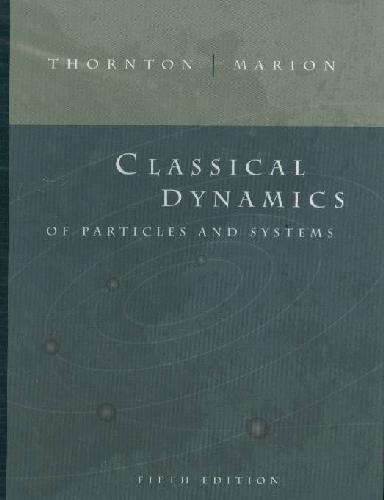 THORNTON | MARION
CLASSICAL
DYNAMICS
OF PARTICLES AND SYSTEMS
FIFTH EDITION